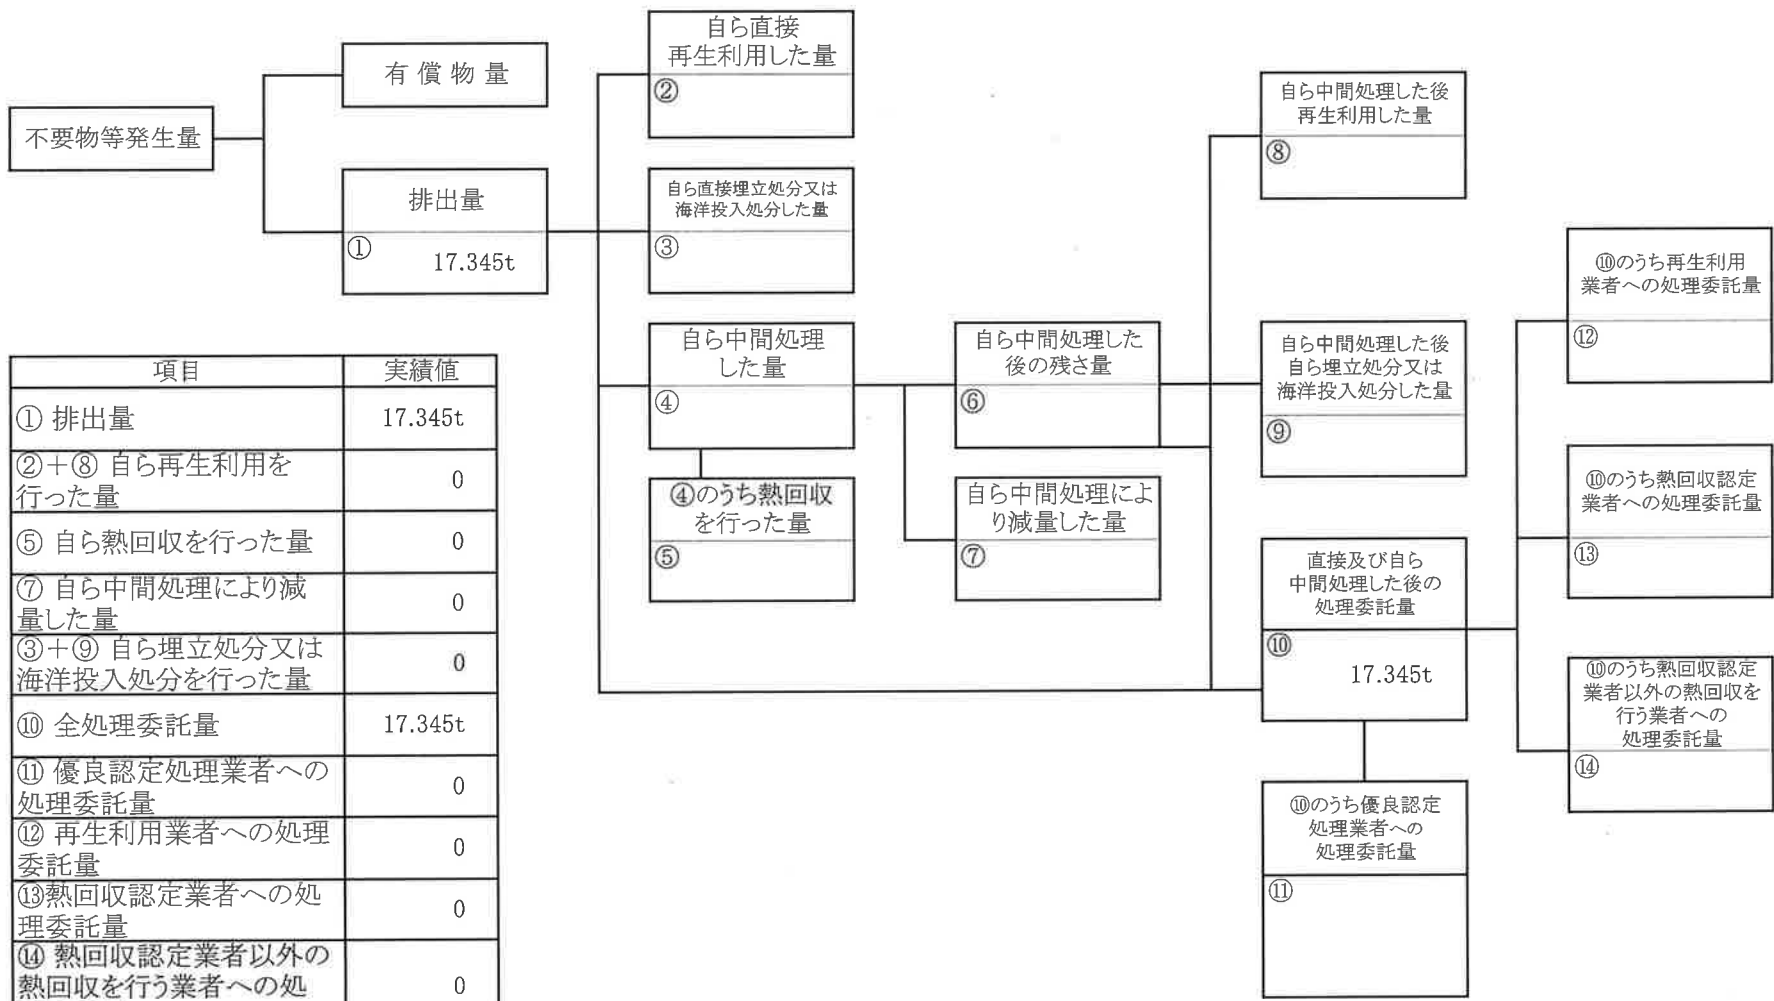 不要物等発生量
有償物量
排出量
①
17.345t
自ら直接
再生利用した量
②
自ら直接埋立処分又は
海洋投入処分した量
③
自ら中間処理
した量
④
④のうち熱回収
を行った量
⑤
自ら中間処理した
後の残さ量
⑥
自ら中間処理によ
り減量した量
⑦
自ら中間処理した後
再生利用した量
⑧
自ら中間処理した後
自ら埋立処分又は
海洋投入処分した量
⑨
直接及び自ら
中間処理した後の
処理委託量
⑩
17.345t
⑩のうち優良認定
処理業者への
処理委託量
⑪
⑩のうち再生利用
業者への処理委託量
⑫
⑩のうち熱回収認定
業者への処理委託量
⑬
⑩のうち熱回収認定
業者以外の熱回収を
行う業者への
処理委託量
⑭
項目 実績値
① 排出量 17.345t
②＋⑧ 自ら再生利用を
行った量 0
⑤ 自ら熱回収を行った量 0
⑦ 自ら中間処理により減
量した量 0
③＋⑨ 自ら埋立処分又は
海洋投入処分を行った量 0
⑩ 全処理委託量 17.345t
⑪ 優良認定処理業者への
処理委託量 0
⑫ 再生利用業者への処理
委託量 0
⑬熱回収認定業者への処
理委託量 0
⑭ 熱回収認定業者以外の
熱回収を行う業者への処 0